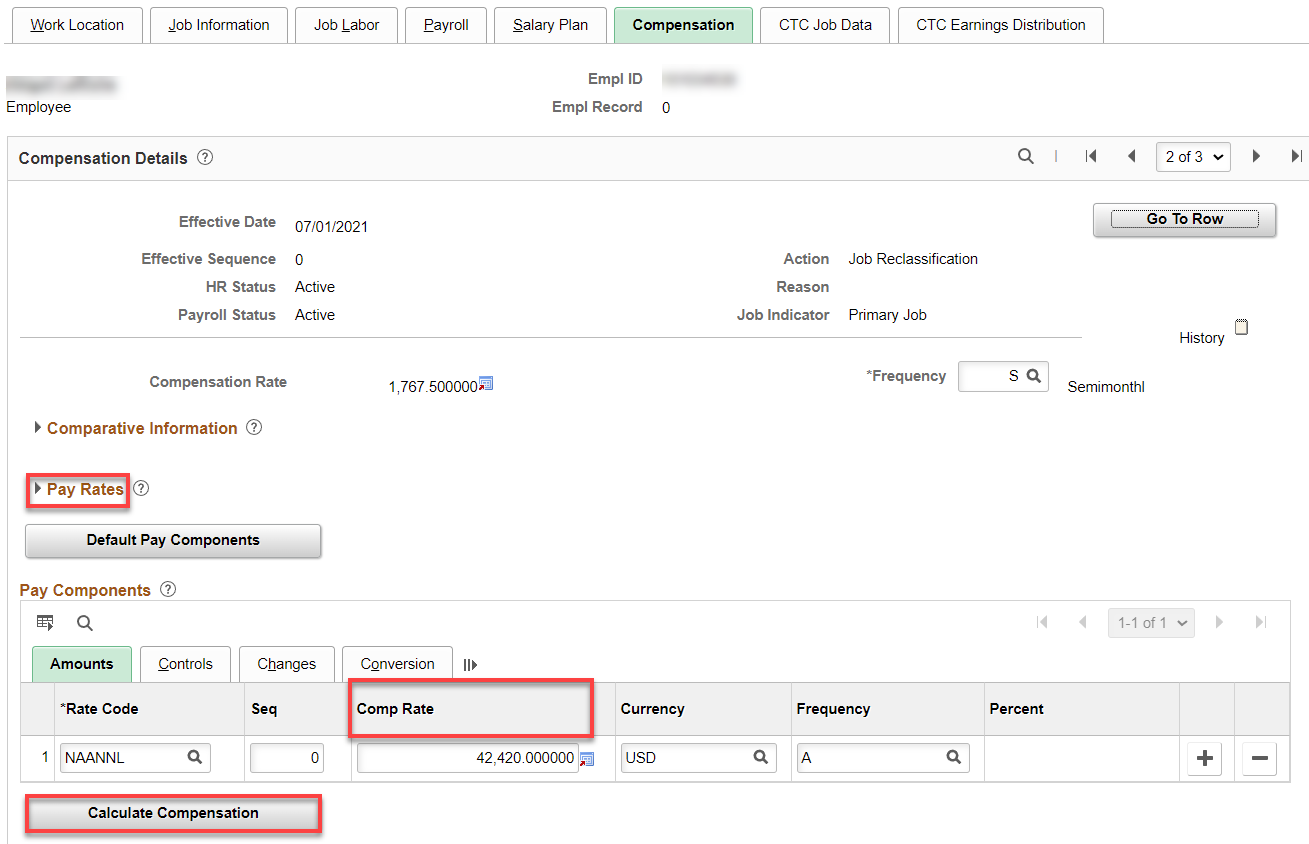 Work Location Job Information Job Labor Payroll Salary Plan Compensation CTC Job Data CTC Earnings Distribution
Empl ID
Employee Empl Record 0
Compensation Details ? 2 of 3
Effective Date 07/01/2021 Go To Row
Effective Sequence 0 Action Job Reclassification
HR Status Active Reason
Payroll Status Active Job Indicator Primary Job
History
Compensation Rate 1,767.500000 *Frequency S Semimonthl
Comparative Information ?
Pay Rates ?
Default Pay Components
Pay Components ?
1-1 of 1
Amounts Controls Changes Conversion
*Rate Code Seq Comp Rate Currency Frequency Percent
1 NAANNL 0 42,420.000000 USD A
Calculate Compensation